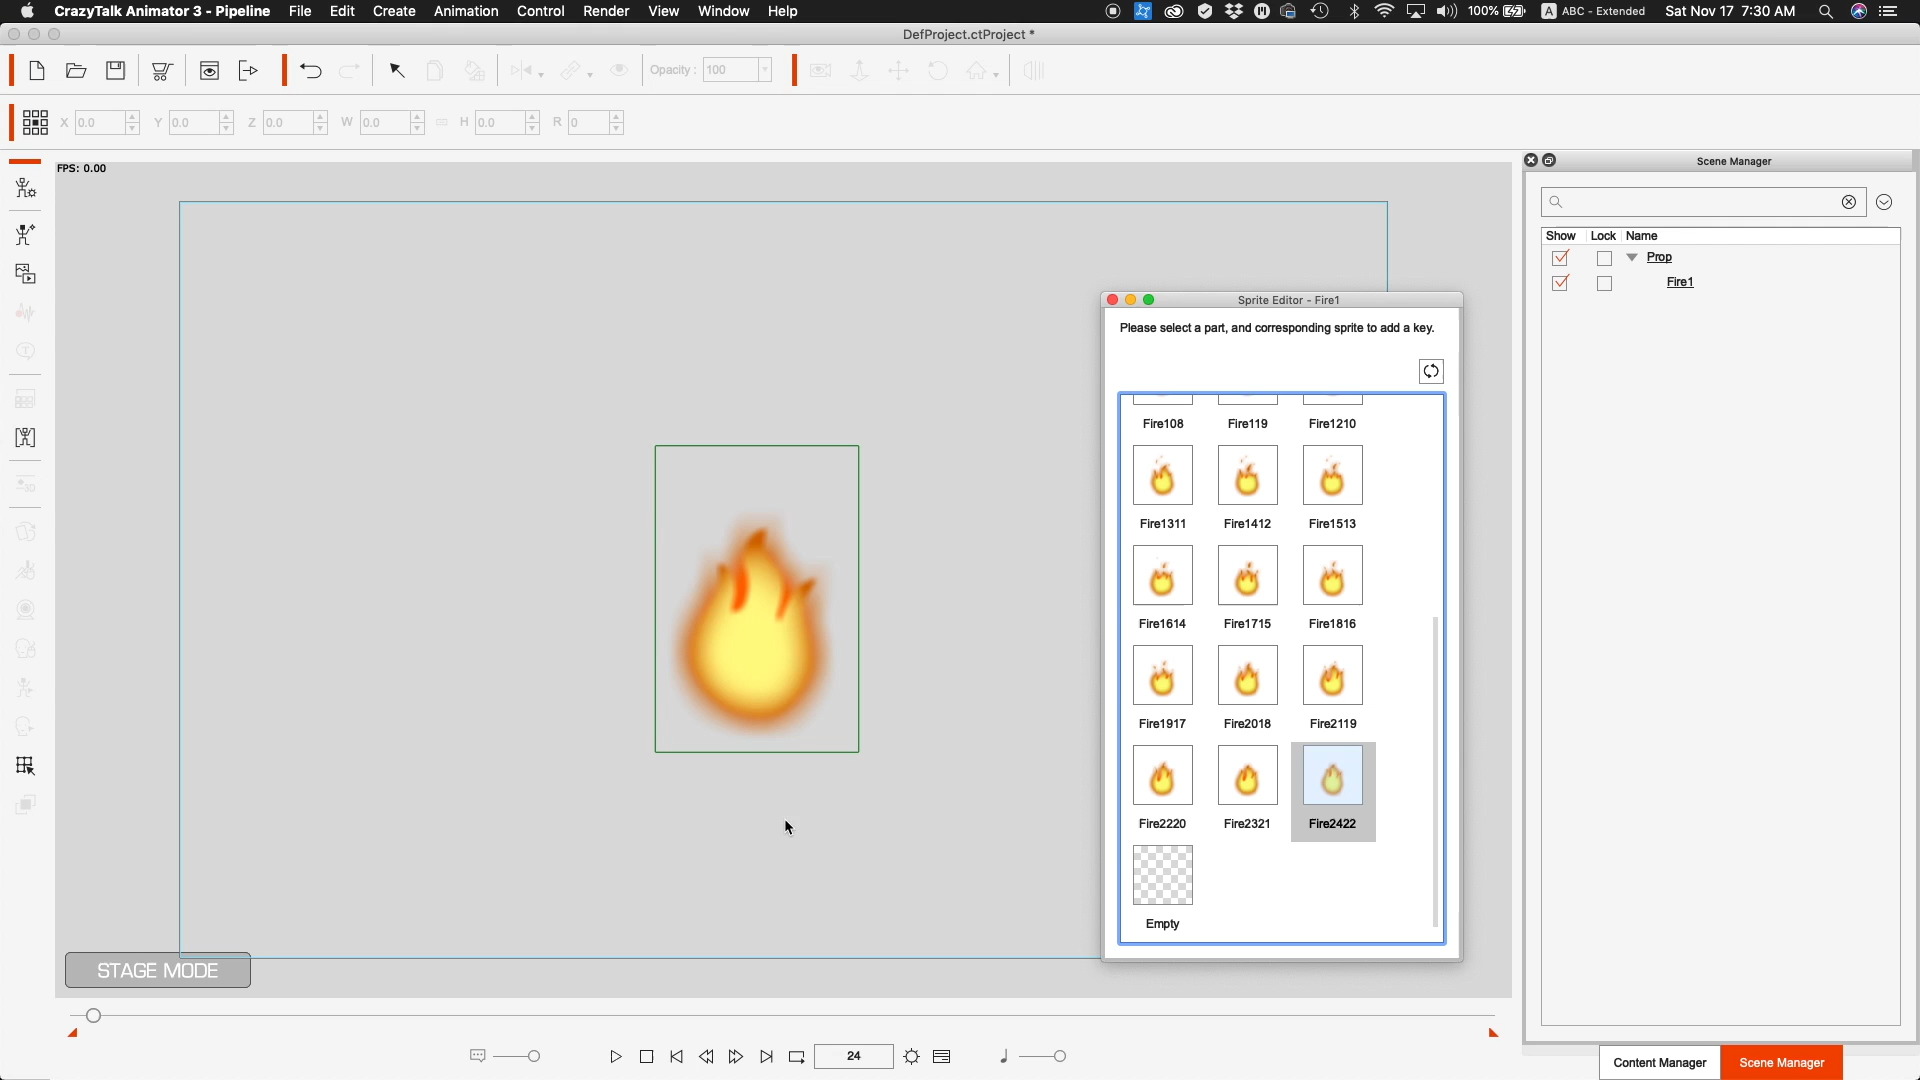 CrazyTalk Animator 3 - Pipeline File Edit Create Animation Control Render View Window Help 100% A ABC - Extended Sat Nov 17 7:30 AM
DefProject.ctProject *
Opacity : 100
X 0.0 Y 0.0 Z 0.0 W 0.0 H 0.0 R 0
FPS: 0.00
Scene Manager
Show Lock Name
Prop
Fire1
Sprite Editor - Fire1
Please select a part, and corresponding sprite to add a key.
Fire108 Fire119 Fire1210
Fire1311 Fire1412 Fire1513
Fire1614 Fire1715 Fire1816
Fire1917 Fire2018 Fire2119
Fire2220 Fire2321 Fire2422
Empty
STAGE MODE
24
Content Manager Scene Manager